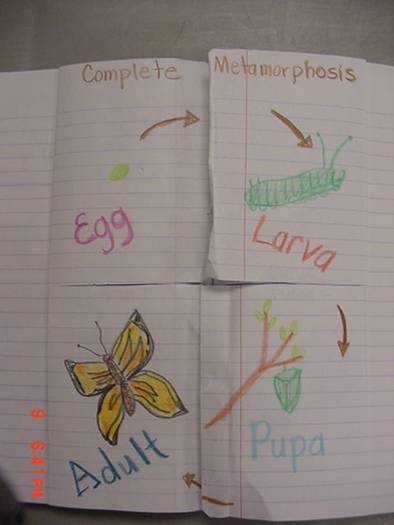 Complete Metamorphosis
Egg
Larva
Adult
Pupa